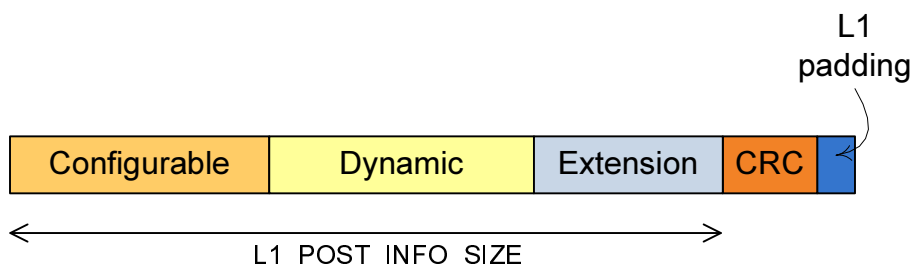 L1
padding
Configurable Dynamic Extension CRC
L1 POST INFO SIZE